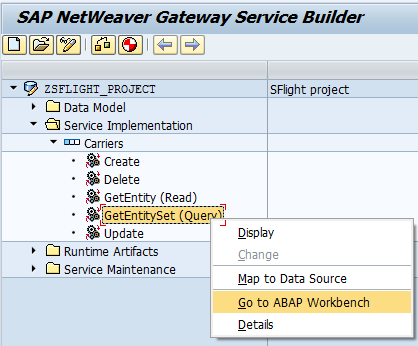 SAP NetWeaver Gateway Service Builder
ZSFLIGHT_PROJECT SFlight project
Data Model
Service Implementation
Carriers
Create
Delete
GetEntity (Read)
GetEntitySet (Query)
Update
Runtime Artifacts
Service Maintenance
Display
Change
Map to Data Source
Go to ABAP Workbench
Details